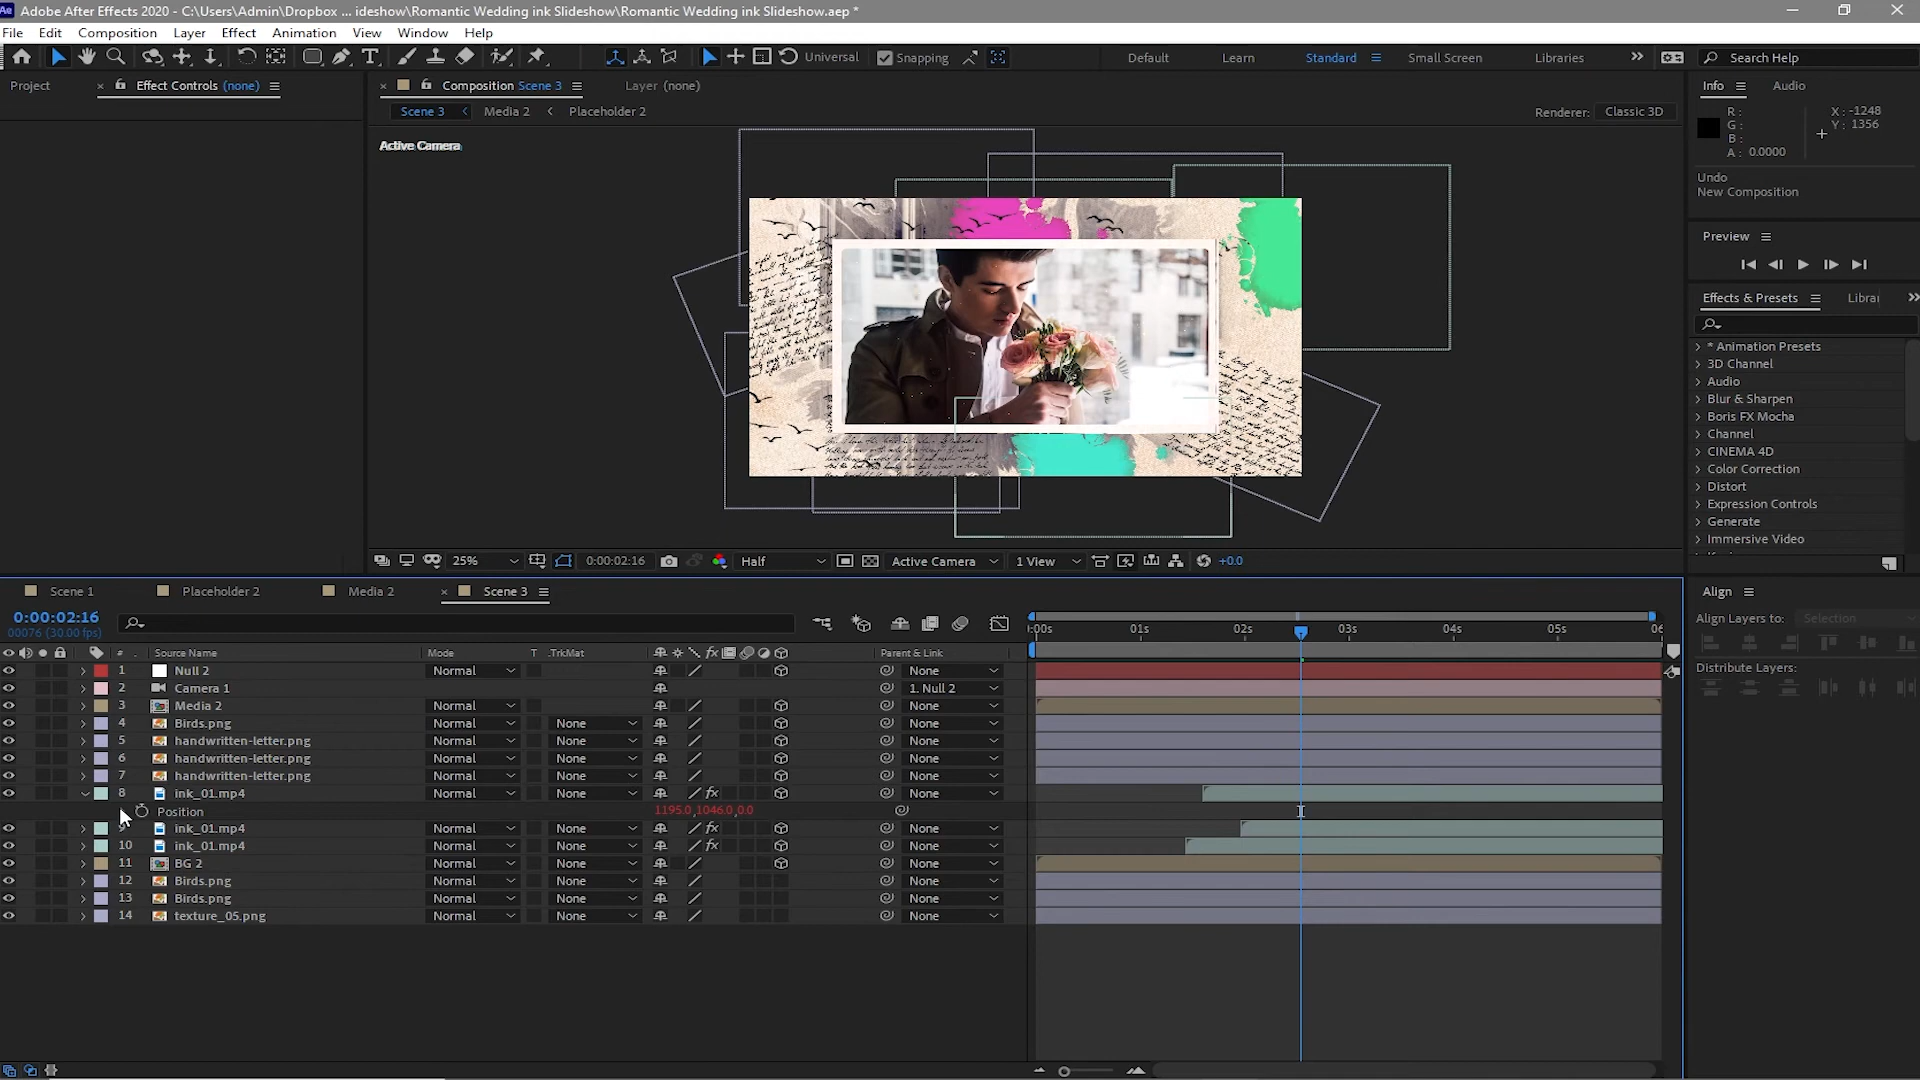 Adobe After Effects 2020 - C:\Users\Admin\Dropbox ... ideshow\Romantic Wedding ink Slideshow\Romantic Wedding ink Slideshow.aep *
File Edit Composition Layer Effect Animation View Window Help
Universal Snapping Default Learn Standard Small Screen Libraries Search Help
Project Effect Controls (none) Composition Scene 3 Layer (none) Info Audio
Scene 3 Media 2 Placeholder 2 Renderer: Classic 3D
R: X: -1248
G: Y: 1356
B:
A: 0.0000
Active Camera
Undo
New Composition
Preview
Effects & Presets Librar
* Animation Presets
3D Channel
Audio
Blur & Sharpen
Boris FX Mocha
Channel
CINEMA 4D
Color Correction
Distort
Expression Controls
Generate
Immersive Video
25% 0:00:02:16 Half Active Camera 1 View +0.0
Scene 1 Placeholder 2 Media 2 Scene 3
Align
0:00:02:16
00076 (30.00 fps)
Align Layers to: Selection
Distribute Layers:
:00s 01s 02s 03s 04s 05s 06
# Source Name Mode T .TrkMat Parent & Link
1 Null 2 Normal None
2 Camera 1 1. Null 2
3 Media 2 Normal None
4 Birds.png Normal None None
5 handwritten-letter.png Normal None None
6 handwritten-letter.png Normal None None
7 handwritten-letter.png Normal None None
8 ink_01.mp4 Normal None fx None
Position 1195.0,1046.0,0.0
9 ink_01.mp4 Normal None fx None
10 ink_01.mp4 Normal None fx None
11 BG 2 Normal None None
12 Birds.png Normal None None
13 Birds.png Normal None None
14 texture_05.png Normal None None